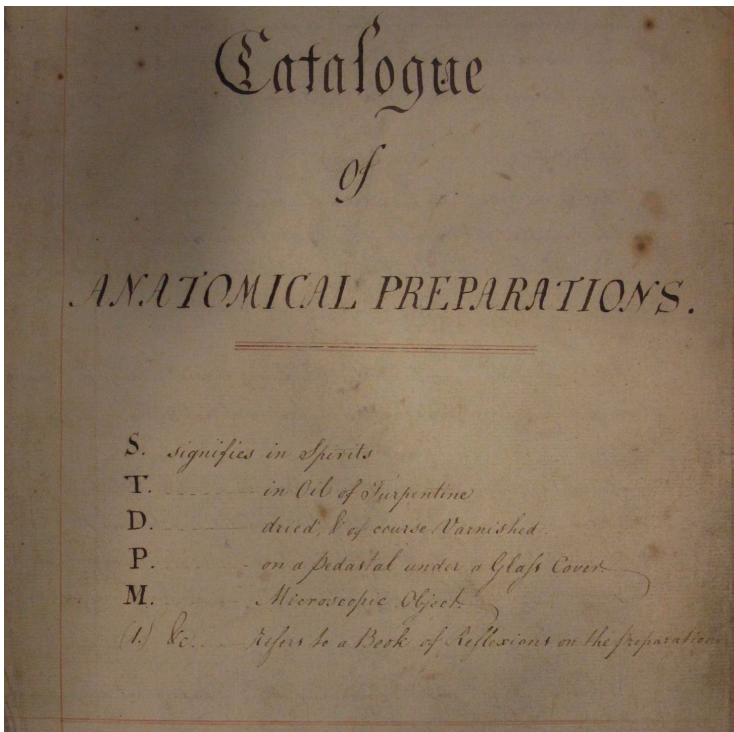 Catalogue
of
ANATOMICAL PREPARATIONS.
S. signifies in Spirits
T. ........ in Oil of Turpentine
D. ........ dried, & of course Varnished.
P. ........ on a Pedastal under a Glaſs Cover.
M. ........ Microscopic Object.
(1.) &c. .... refers to a Book of Reflexions on the preparations